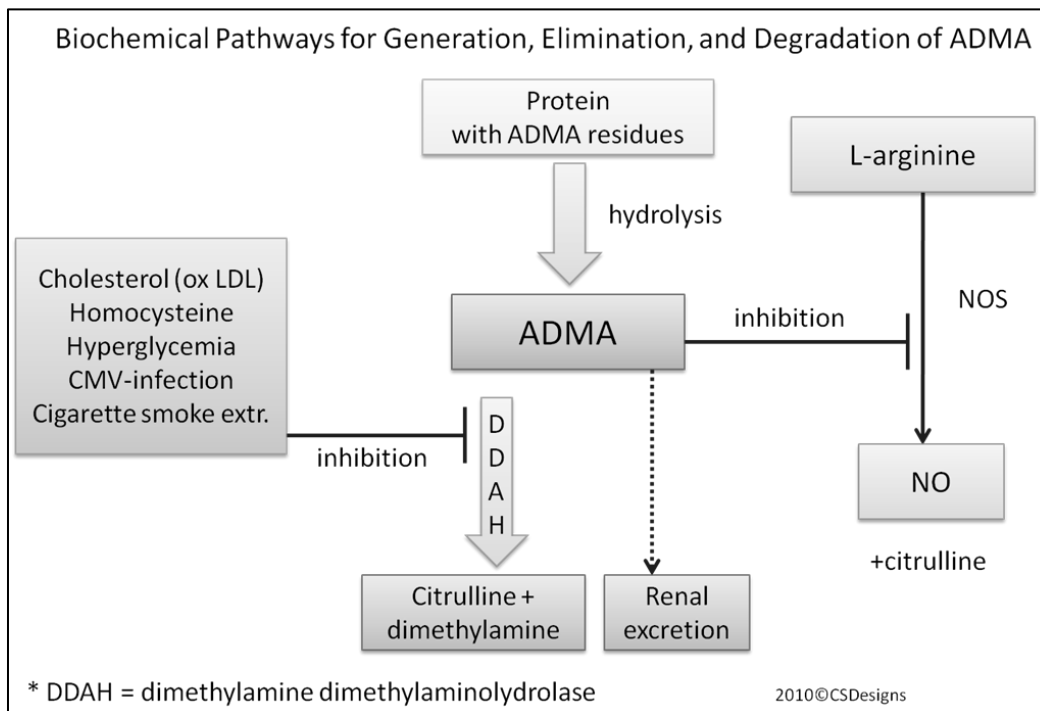 Biochemical Pathways for Generation, Elimination, and Degradation of ADMA
Protein
with ADMA residues
L-arginine
hydrolysis
Cholesterol (ox LDL)
Homocysteine
Hyperglycemia
CMV-infection
Cigarette smoke extr.
ADMA
inhibition
NOS
inhibition
D
D
A
H
NO
+citrulline
Citrulline +
dimethylamine
Renal
excretion
* DDAH = dimethylamine dimethylaminolydrolase
2010©CSDesigns